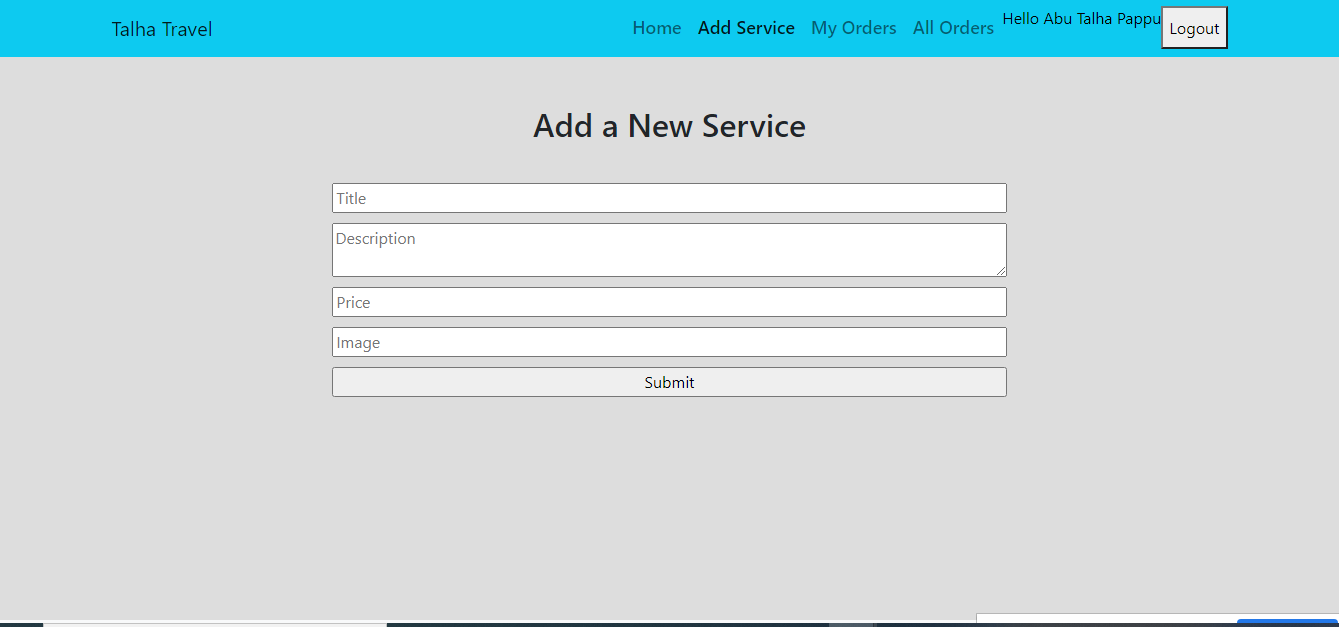 Talha Travel Home Add Service My Orders All Orders Hello Abu Talha Pappu Logout
Add a New Service
Title
Description
Price
Image
Submit